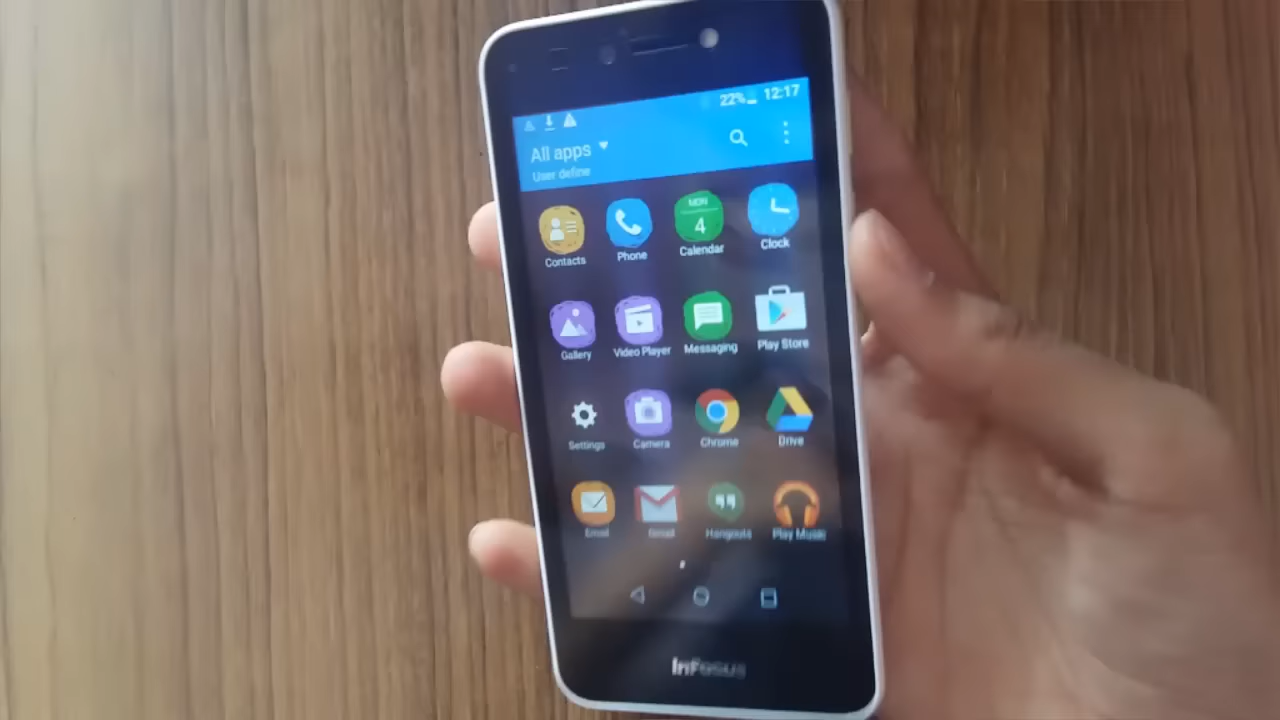 22% 12:17
All apps
User define
MON
4
Contacts Phone Calendar Clock
Gallery Video Player Messaging Play Store
Settings Camera Chrome Drive
Email Gmail Hangouts Play Music
InFocus